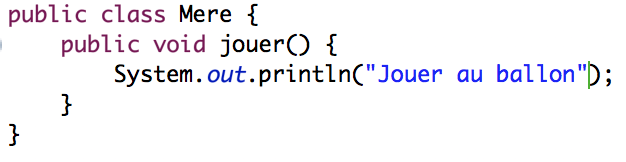 public class Mere {
    public void jouer() {
        System.out.println("Jouer au ballon");
    }
}